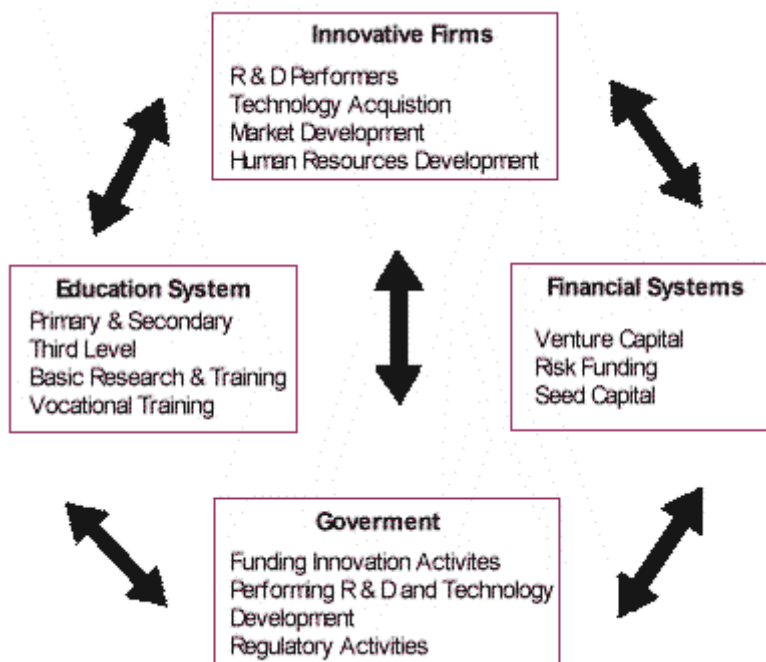 Innovative Firms
R & D Performers
Technology Acquistion
Market Development
Human Resources Development
Education System
Primary & Secondary
Third Level
Basic Research & Training
Vocational Training
Financial Systems
Venture Capital
Risk Funding
Seed Capital
Goverment
Funding Innovation Activites
Performing R & D and Technology
Development
Regulatory Activities